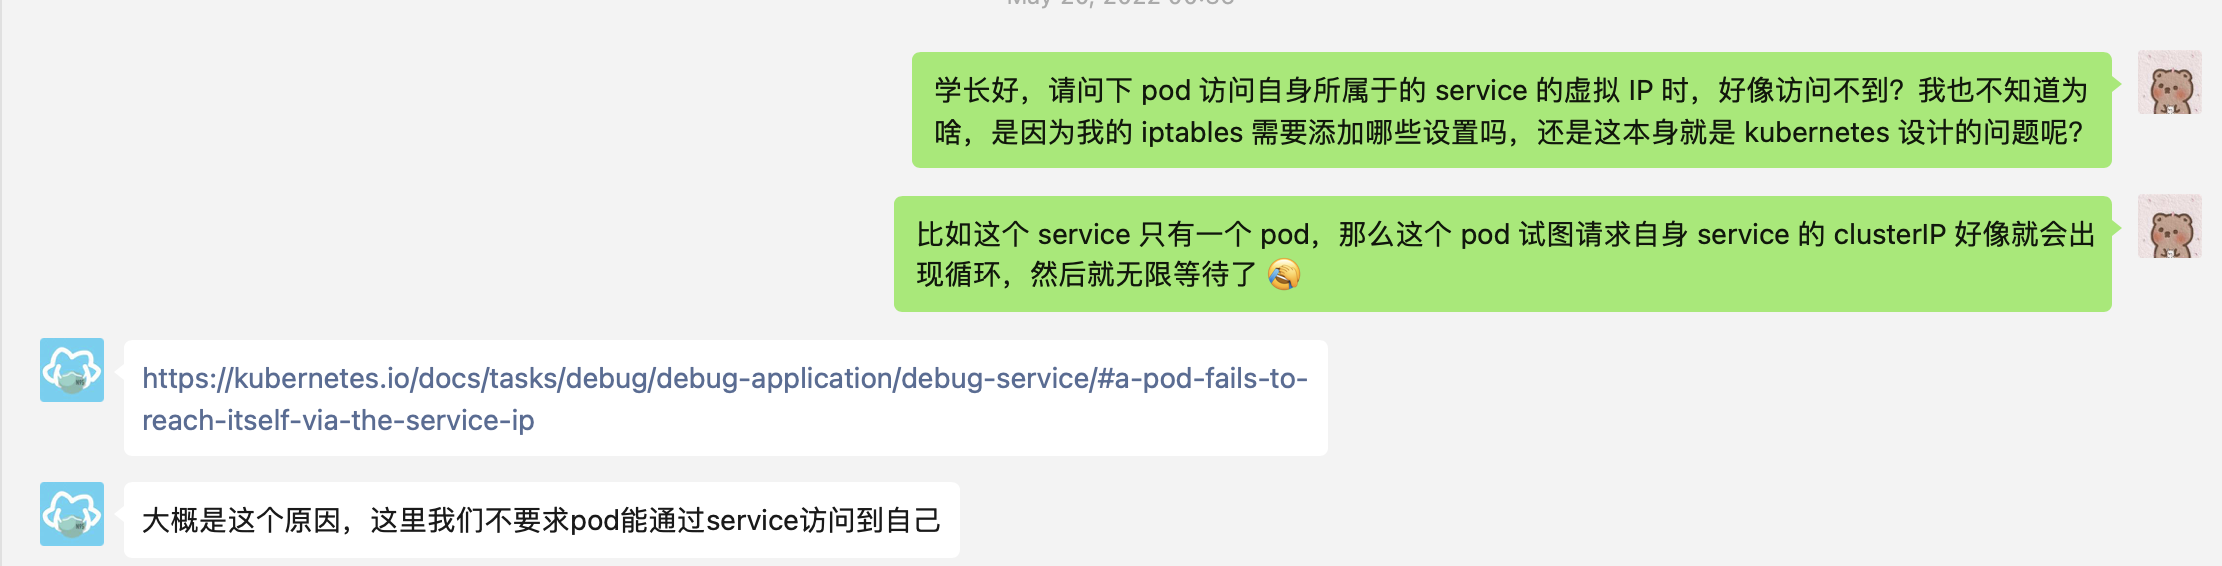 学长好，请问下 pod 访问自身所属于的 service 的虚拟 IP 时，好像访问不到？我也不知道为
啥，是因为我的 iptables 需要添加哪些设置吗，还是这本身就是 kubernetes 设计的问题呢？
比如这个 service 只有一个 pod，那么这个 pod 试图请求自身 service 的 clusterIP 好像就会出
现循环，然后就无限等待了 🤦
https://kubernetes.io/docs/tasks/debug/debug-application/debug-service/#a-pod-fails-to-
reach-itself-via-the-service-ip
大概是这个原因，这里我们不要求pod能通过service访问到自己